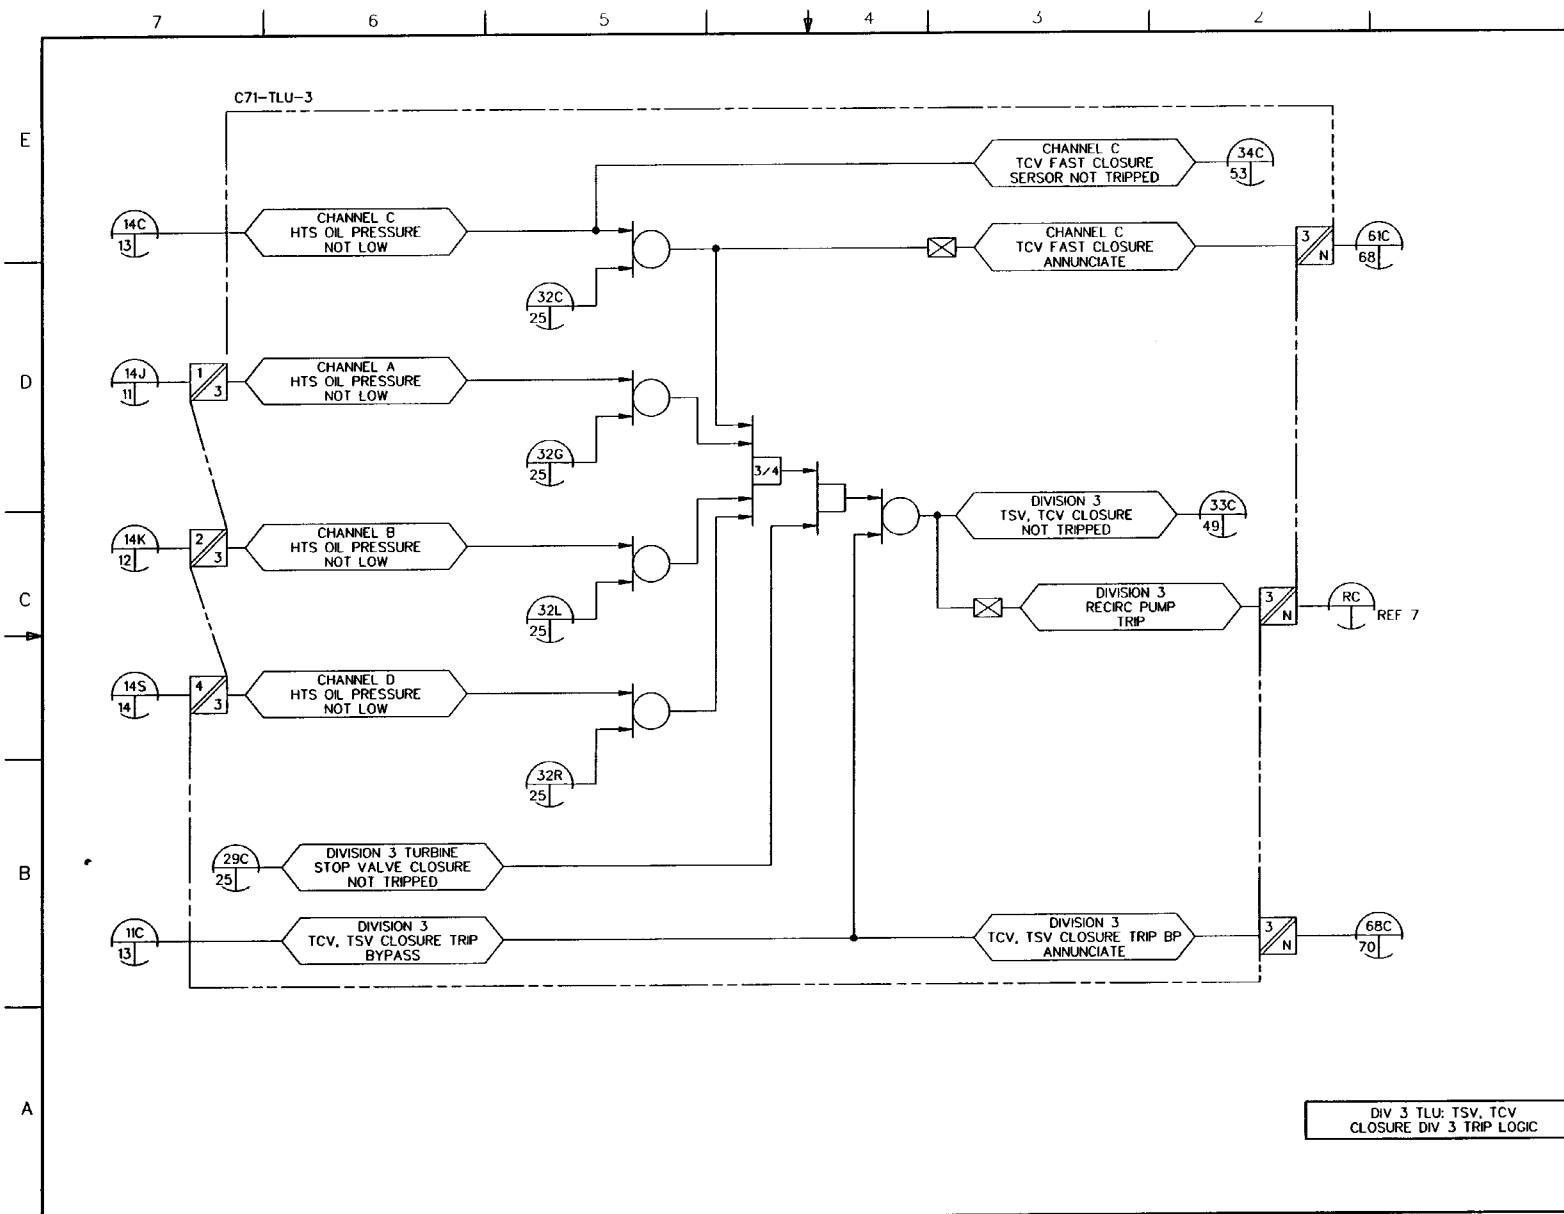 7 6 5 4 3 2
C71-TLU-3
E
CHANNEL C
TCV FAST CLOSURE
SERSOR NOT TRIPPED
34C
53
14C
13
CHANNEL C
HTS OIL PRESSURE
NOT LOW
CHANNEL C
TCV FAST CLOSURE
ANNUNCIATE
3
N
61C
68
32C
25
D
14J
11
1
3
CHANNEL A
HTS OIL PRESSURE
NOT LOW
32G
25
3/4
DIVISION 3
TSV, TCV CLOSURE
NOT TRIPPED
33C
49
14K
12
2
3
CHANNEL B
HTS OIL PRESSURE
NOT LOW
C
32L
25
DIVISION 3
RECIRC PUMP
TRIP
3
N
RC
REF 7
14S
14
4
3
CHANNEL D
HTS OIL PRESSURE
NOT LOW
32R
25
B
29C
25
DIVISION 3 TURBINE
STOP VALVE CLOSURE
NOT TRIPPED
11C
13
DIVISION 3
TCV, TSV CLOSURE TRIP
BYPASS
DIVISION 3
TCV, TSV CLOSURE TRIP BP
ANNUNCIATE
3
N
68C
70
A
DIV 3 TLU: TSV, TCV
CLOSURE DIV 3 TRIP LOGIC